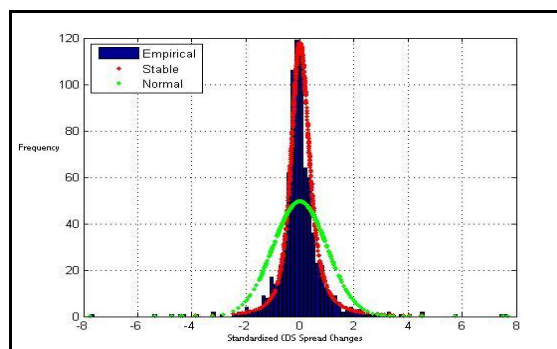 120
100
80
60
40
20
0
Frequency
Empirical
Stable
Normal
-8 -6 -4 -2 0 2 4 6 8
Standardized CDS Spread Changes